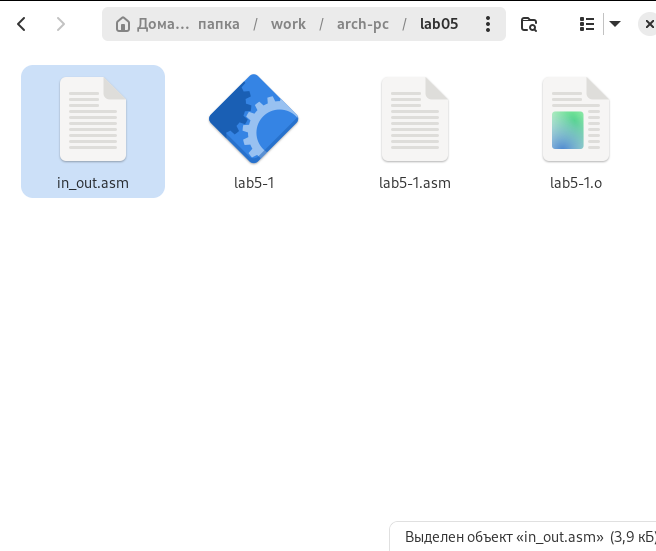 Дома... папка / work / arch-pc / lab05
in_out.asm lab5-1 lab5-1.asm lab5-1.o
Выделен объект «in_out.asm» (3,9 кБ)